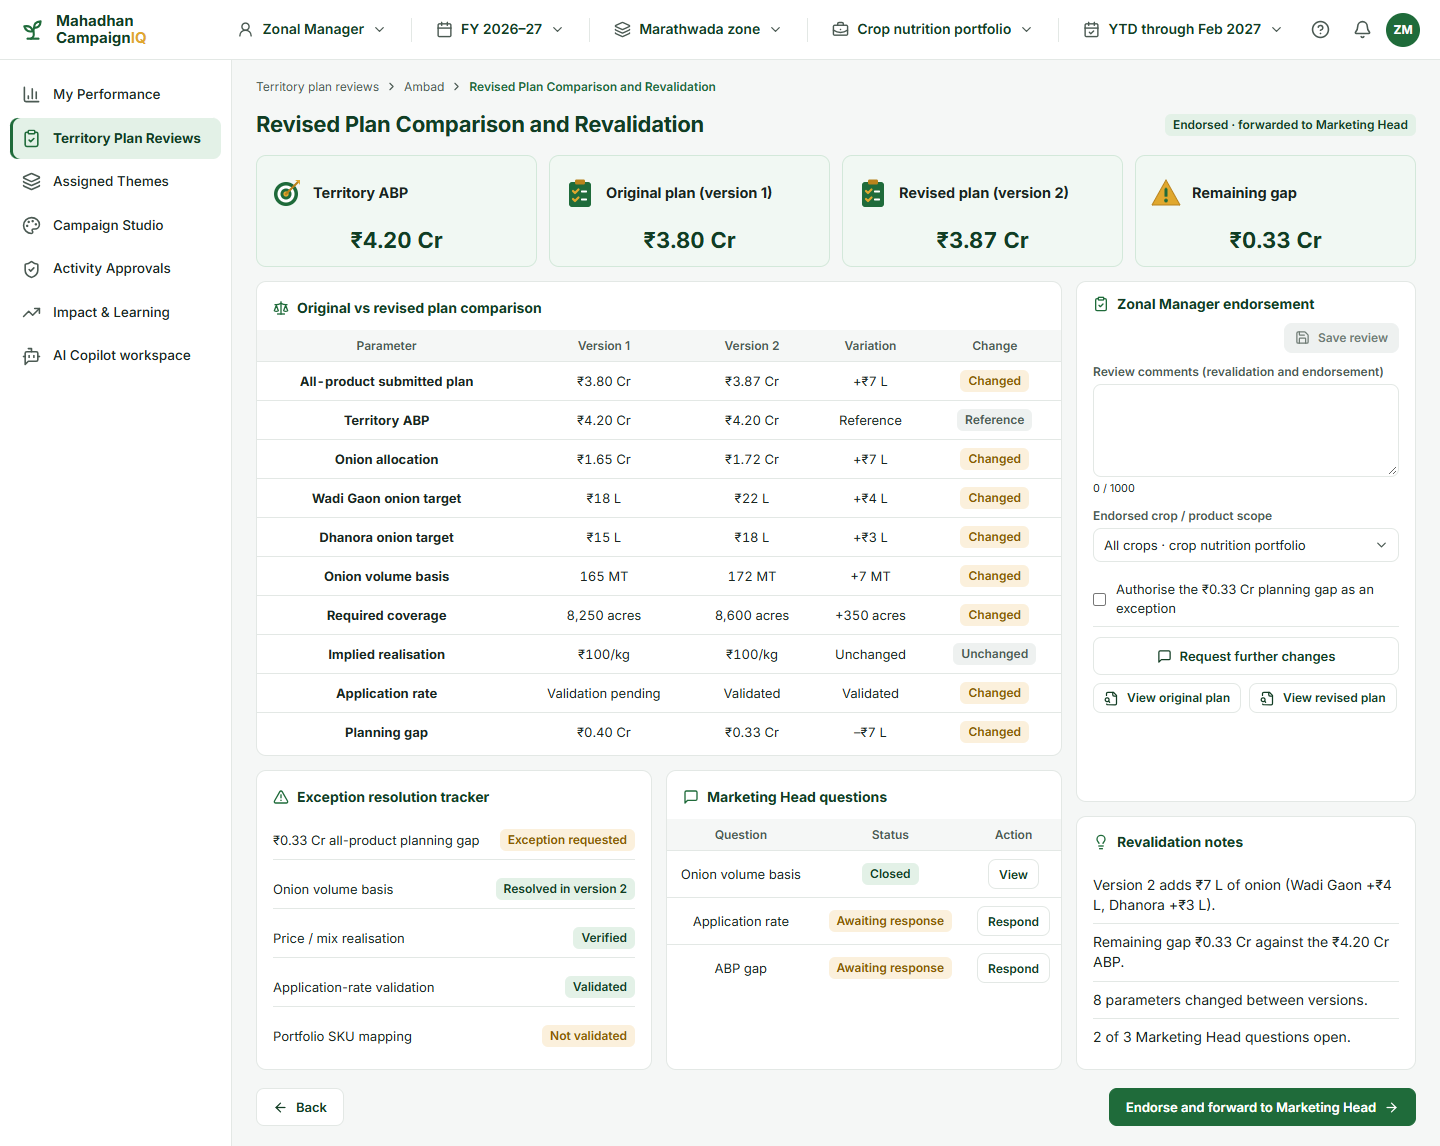 Mahadhan
CampaignIQ
Zonal Manager
FY 2026–27
Marathwada zone
Crop nutrition portfolio
YTD through Feb 2027
ZM
My Performance
Territory Plan Reviews
Assigned Themes
Campaign Studio
Activity Approvals
Impact & Learning
AI Copilot workspace
Territory plan reviews > Ambad > Revised Plan Comparison and Revalidation
Revised Plan Comparison and Revalidation
Endorsed · forwarded to Marketing Head
Territory ABP
₹4.20 Cr
Original plan (version 1)
₹3.80 Cr
Revised plan (version 2)
₹3.87 Cr
Remaining gap
₹0.33 Cr
Original vs revised plan comparison
Parameter Version 1 Version 2 Variation Change
All-product submitted plan ₹3.80 Cr ₹3.87 Cr +₹7 L Changed
Territory ABP ₹4.20 Cr ₹4.20 Cr Reference Reference
Onion allocation ₹1.65 Cr ₹1.72 Cr +₹7 L Changed
Wadi Gaon onion target ₹18 L ₹22 L +₹4 L Changed
Dhanora onion target ₹15 L ₹18 L +₹3 L Changed
Onion volume basis 165 MT 172 MT +7 MT Changed
Required coverage 8,250 acres 8,600 acres +350 acres Changed
Implied realisation ₹100/kg ₹100/kg Unchanged Unchanged
Application rate Validation pending Validated Validated Changed
Planning gap ₹0.40 Cr ₹0.33 Cr –₹7 L Changed
Zonal Manager endorsement
Save review
Review comments (revalidation and endorsement)
0 / 1000
Endorsed crop / product scope
All crops · crop nutrition portfolio
Authorise the ₹0.33 Cr planning gap as an
exception
Request further changes
View original plan
View revised plan
Exception resolution tracker
₹0.33 Cr all-product planning gap Exception requested
Onion volume basis Resolved in version 2
Price / mix realisation Verified
Application-rate validation Validated
Portfolio SKU mapping Not validated
Marketing Head questions
Question Status Action
Onion volume basis Closed View
Application rate Awaiting response Respond
ABP gap Awaiting response Respond
Revalidation notes
Version 2 adds ₹7 L of onion (Wadi Gaon +₹4
L, Dhanora +₹3 L).
Remaining gap ₹0.33 Cr against the ₹4.20 Cr
ABP.
8 parameters changed between versions.
2 of 3 Marketing Head questions open.
Back
Endorse and forward to Marketing Head